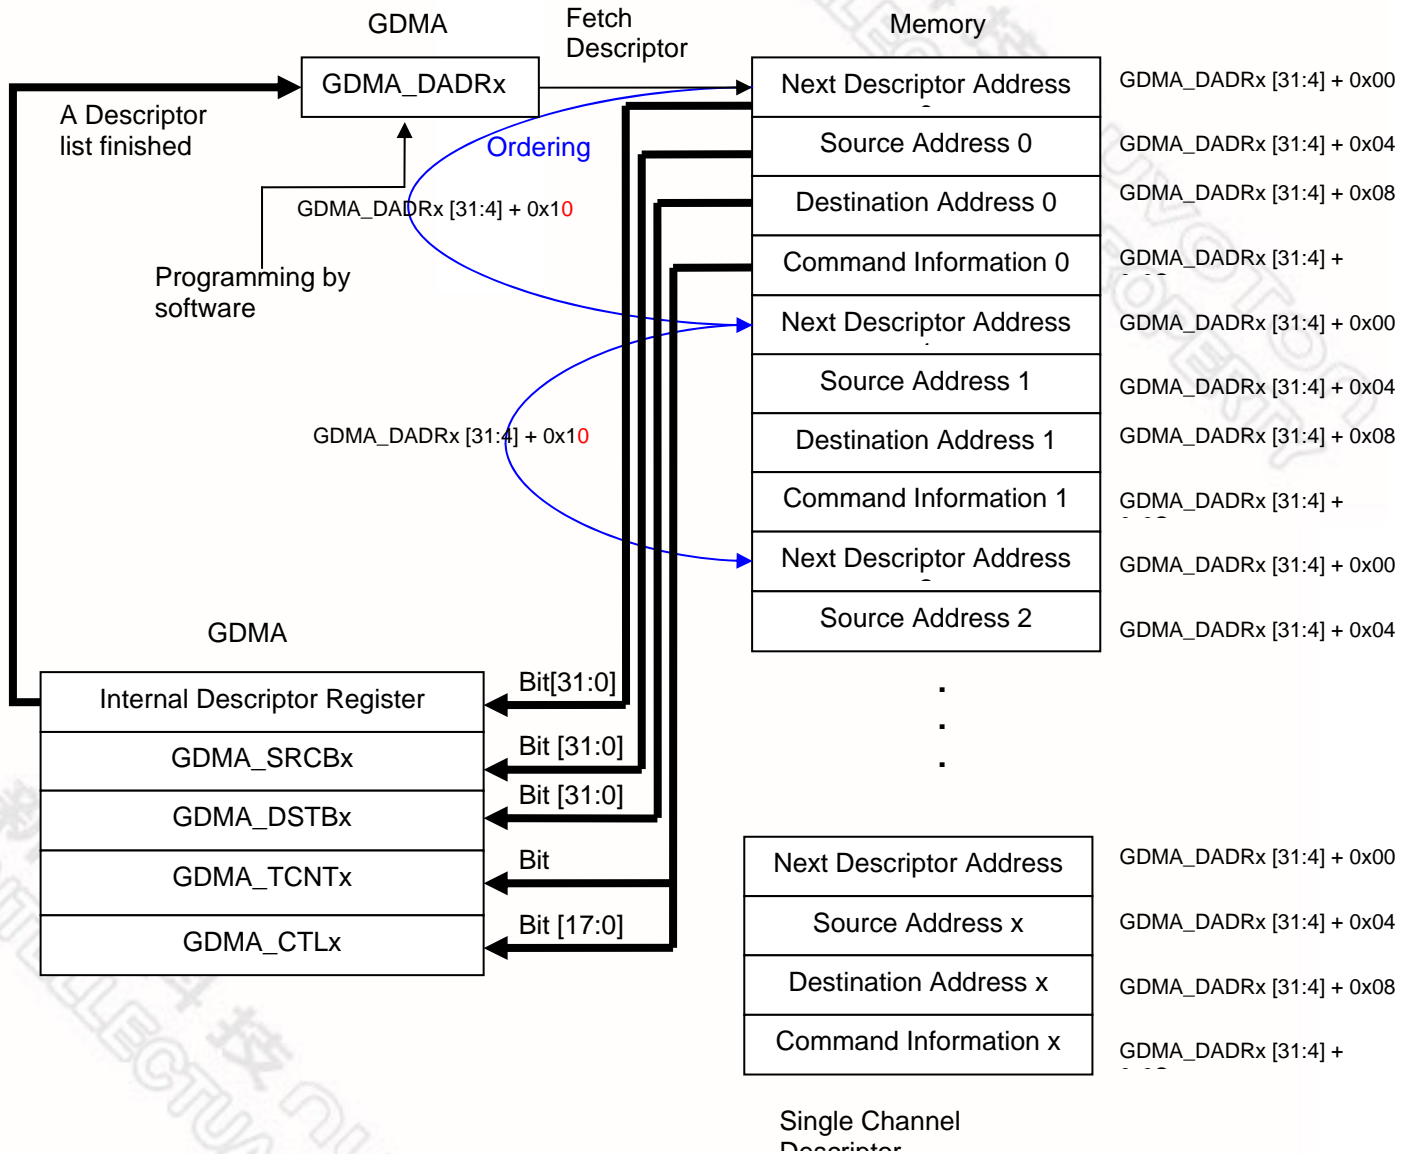 GDMA
Fetch
Descriptor
Memory
GDMA_DADRx
Next Descriptor Address
GDMA_DADRx [31:4] + 0x00
A Descriptor
list finished
Ordering
Source Address 0
GDMA_DADRx [31:4] + 0x04
GDMA_DADRx [31:4] + 0x10
Destination Address 0
GDMA_DADRx [31:4] + 0x08
Programming by
software
Command Information 0
GDMA_DADRx [31:4] +
Next Descriptor Address
GDMA_DADRx [31:4] + 0x00
Source Address 1
GDMA_DADRx [31:4] + 0x04
GDMA_DADRx [31:4] + 0x10
Destination Address 1
GDMA_DADRx [31:4] + 0x08
Command Information 1
GDMA_DADRx [31:4] +
Next Descriptor Address
GDMA_DADRx [31:4] + 0x00
Source Address 2
GDMA_DADRx [31:4] + 0x04
GDMA
Internal Descriptor Register
Bit[31:0]
GDMA_SRCBx
Bit [31:0]
GDMA_DSTBx
Bit [31:0]
GDMA_TCNTx
Bit
GDMA_CTLx
Bit [17:0]
.
.
.
Next Descriptor Address
GDMA_DADRx [31:4] + 0x00
Source Address x
GDMA_DADRx [31:4] + 0x04
Destination Address x
GDMA_DADRx [31:4] + 0x08
Command Information x
GDMA_DADRx [31:4] +
Single Channel
Descriptor